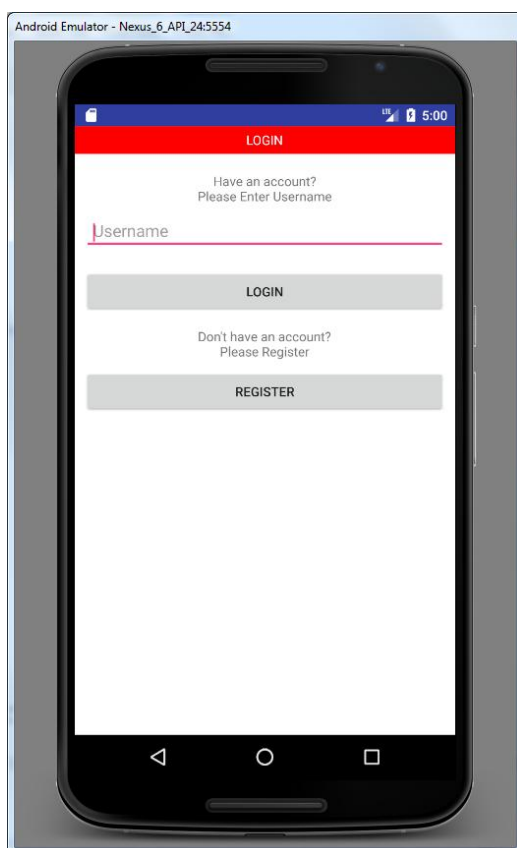 Android Emulator - Nexus_6_API_24:5554
LTE 5:00
LOGIN
Have an account?
Please Enter Username
Username
LOGIN
Don't have an account?
Please Register
REGISTER